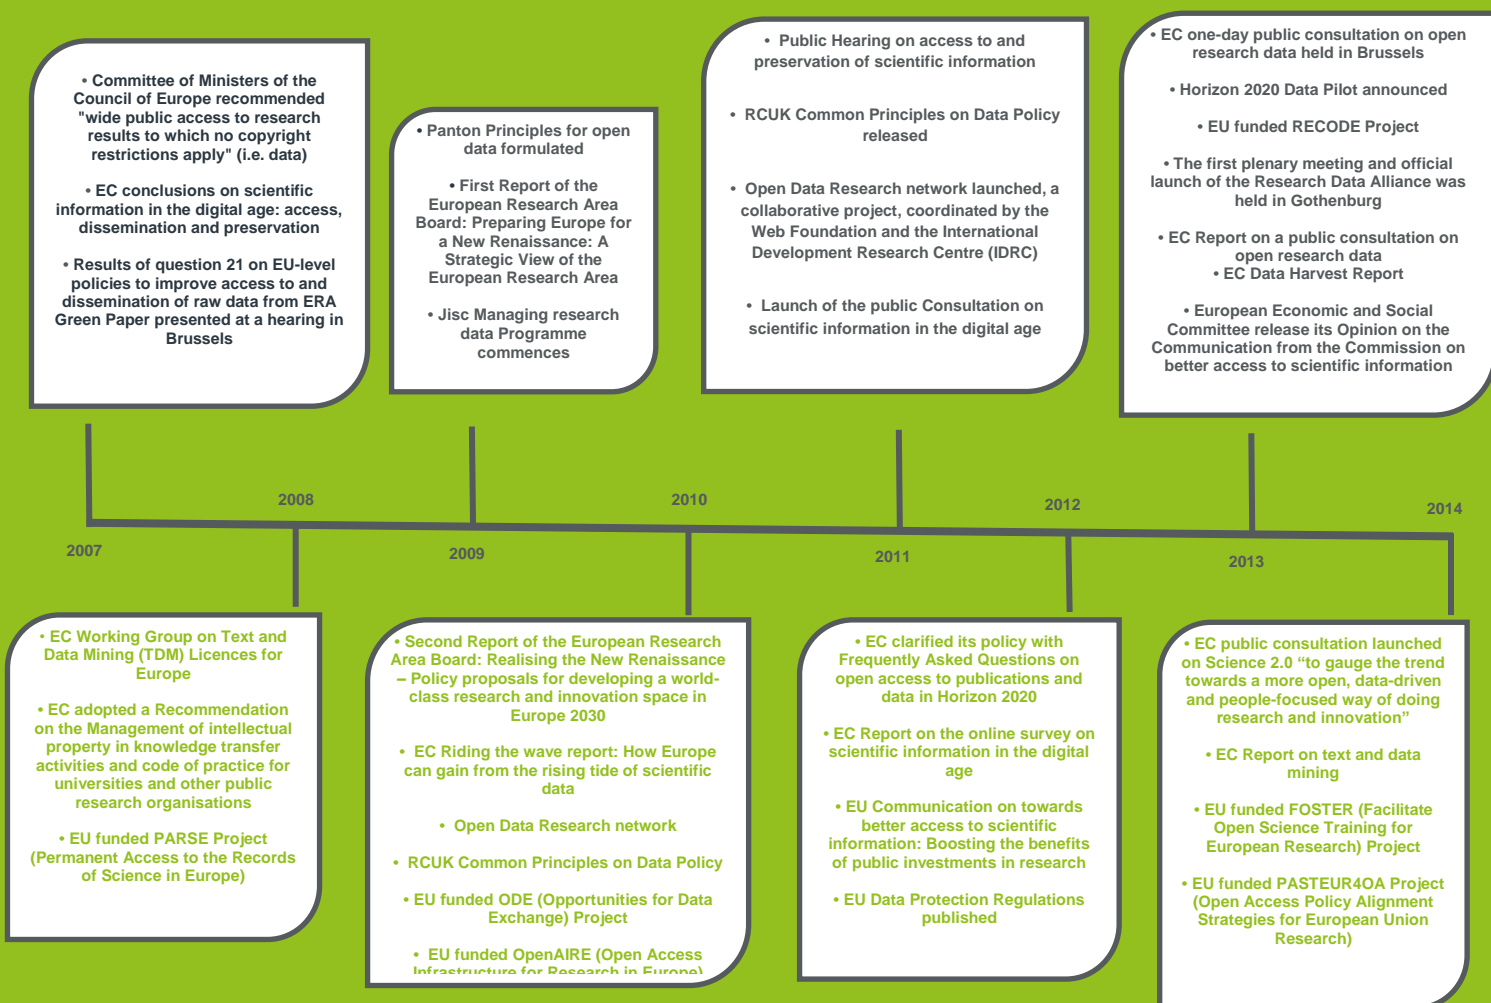 • Committee of Ministers of the
Council of Europe recommended
"wide public access to research
results to which no copyright
restrictions apply" (i.e. data)
• EC conclusions on scientific
information in the digital age: access,
dissemination and preservation
• Results of question 21 on EU-level
policies to improve access to and
dissemination of raw data from ERA
Green Paper presented at a hearing in
Brussels
• Panton Principles for open
data formulated
• First Report of the
European Research Area
Board: Preparing Europe for
a New Renaissance: A
Strategic View of the
European Research Area
• Jisc Managing research
data Programme
commences
• Public Hearing on access to and
preservation of scientific information
• RCUK Common Principles on Data Policy
released
• Open Data Research network launched, a
collaborative project, coordinated by the
Web Foundation and the International
Development Research Centre (IDRC)
• Launch of the public Consultation on
scientific information in the digital age
• EC one-day public consultation on open
research data held in Brussels
• Horizon 2020 Data Pilot announced
• EU funded RECODE Project
• The first plenary meeting and official
launch of the Research Data Alliance was
held in Gothenburg
• EC Report on a public consultation on
open research data
• EC Data Harvest Report
• European Economic and Social
Committee release its Opinion on the
Communication from the Commission on
better access to scientific information
2007
2008
2009
2010
2011
2012
2013
2014
• EC Working Group on Text and
Data Mining (TDM) Licences for
Europe
• EC adopted a Recommendation
on the Management of intellectual
property in knowledge transfer
activities and code of practice for
universities and other public
research organisations
• EU funded PARSE Project
(Permanent Access to the Records
of Science in Europe)
• Second Report of the European Research
Area Board: Realising the New Renaissance
– Policy proposals for developing a world-
class research and innovation space in
Europe 2030
• EC Riding the wave report: How Europe
can gain from the rising tide of scientific
data
• Open Data Research network
• RCUK Common Principles on Data Policy
• EU funded ODE (Opportunities for Data
Exchange) Project
• EU funded OpenAIRE (Open Access
Infrastructure for Research in Europe)
• EC clarified its policy with
Frequently Asked Questions on
open access to publications and
data in Horizon 2020
• EC Report on the online survey on
scientific information in the digital
age
• EU Communication on towards
better access to scientific
information: Boosting the benefits
of public investments in research
• EU Data Protection Regulations
published
• EC public consultation launched
on Science 2.0 “to gauge the trend
towards a more open, data-driven
and people-focused way of doing
research and innovation”
• EC Report on text and data
mining
• EU funded FOSTER (Facilitate
Open Science Training for
European Research) Project
• EU funded PASTEUR4OA Project
(Open Access Policy Alignment
Strategies for European Union
Research)